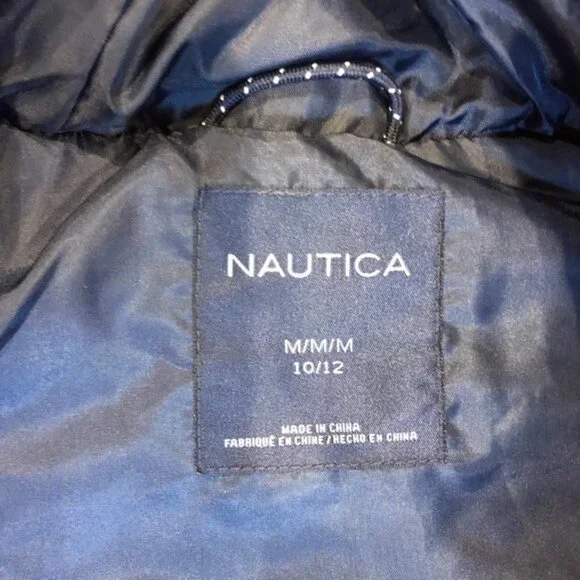 NAUTICA
M/M/M
10/12
MADE IN CHINA
FABRIQUÉ EN CHINE / HECHO EN CHINA